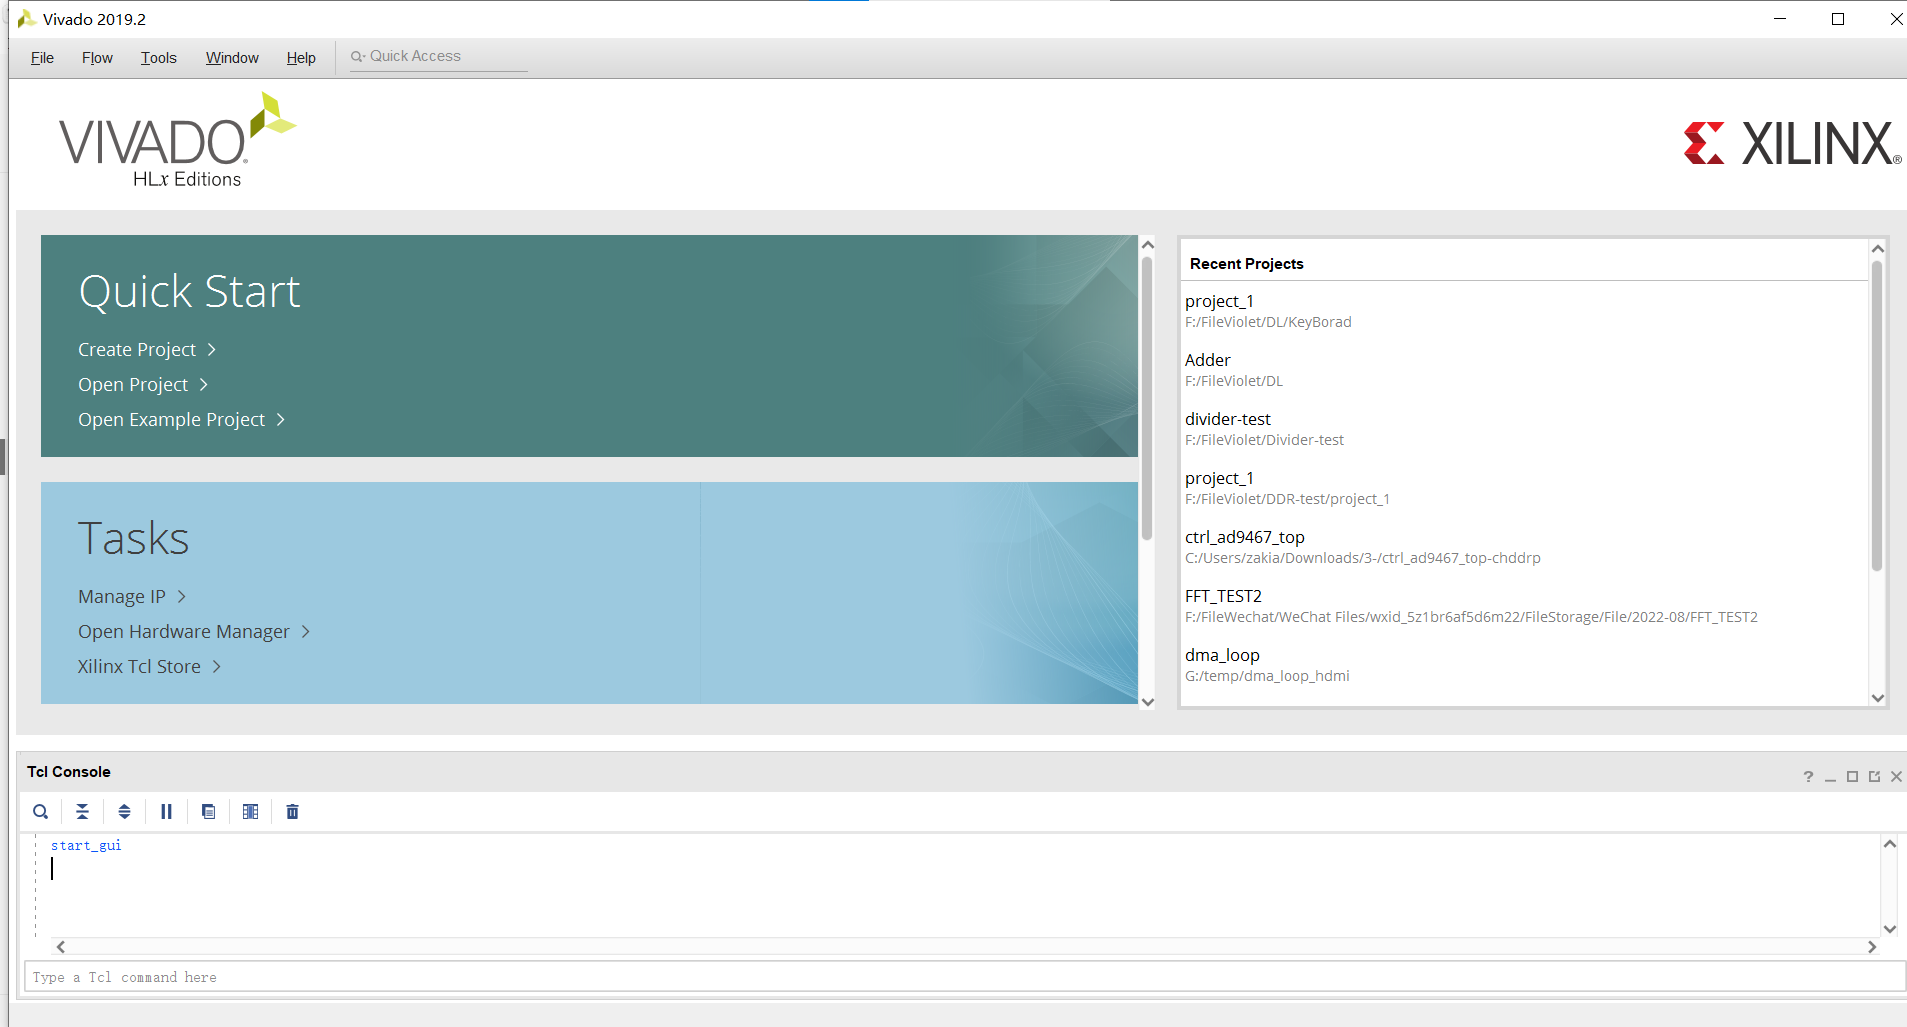 Vivado 2019.2
File Flow Tools Window Help Quick Access
VIVADO®
HLx Editions
XILINX®
Quick Start
Create Project
Open Project
Open Example Project
Tasks
Manage IP
Open Hardware Manager
Xilinx Tcl Store
Recent Projects
project_1
F:/FileViolet/DL/KeyBorad
Adder
F:/FileViolet/DL
divider-test
F:/FileViolet/Divider-test
project_1
F:/FileViolet/DDR-test/project_1
ctrl_ad9467_top
C:/Users/zakia/Downloads/3-/ctrl_ad9467_top-chddrp
FFT_TEST2
F:/FileWechat/WeChat Files/wxid_5z1br6af5d6m22/FileStorage/File/2022-08/FFT_TEST2
dma_loop
G:/temp/dma_loop_hdmi
Tcl Console
start_gui
Type a Tcl command here